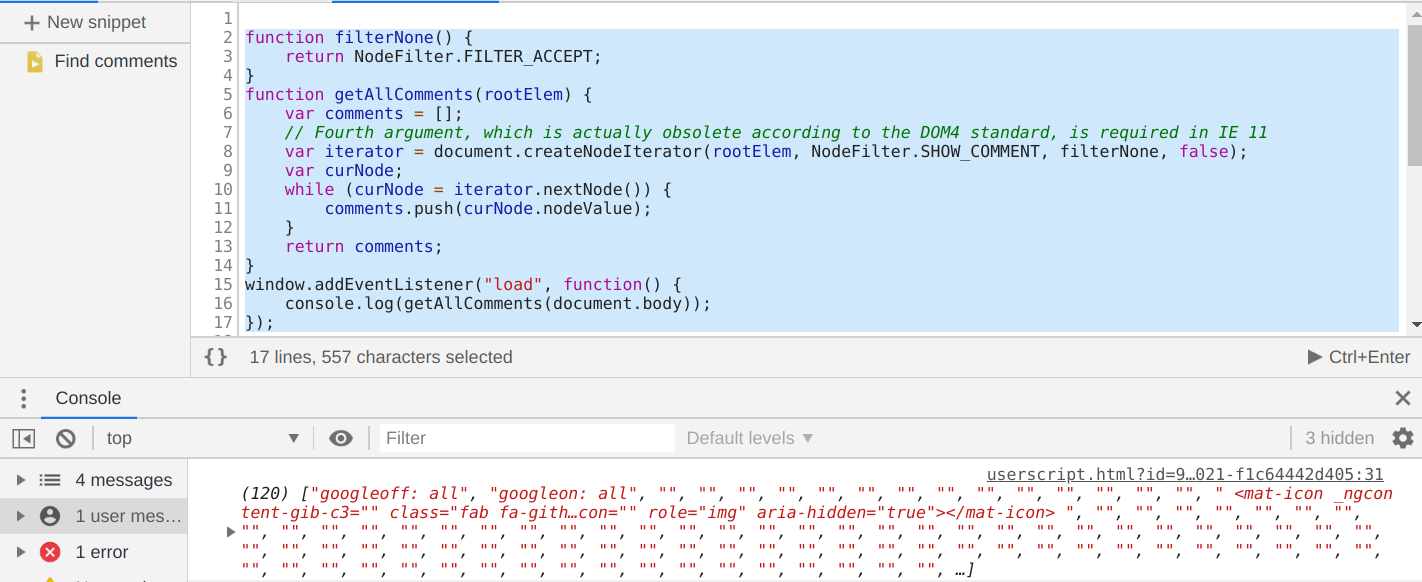 New snippet
Find comments
1
2 function filterNone() {
3 return NodeFilter.FILTER_ACCEPT;
4 }
5 function getAllComments(rootElem) {
6 var comments = [];
7 // Fourth argument, which is actually obsolete according to the DOM4 standard, is required in IE 11
8 var iterator = document.createNodeIterator(rootElem, NodeFilter.SHOW_COMMENT, filterNone, false);
9 var curNode;
10 while (curNode = iterator.nextNode()) {
11 comments.push(curNode.nodeValue);
12 }
13 return comments;
14 }
15 window.addEventListener("load", function() {
16 console.log(getAllComments(document.body));
17 });
{} 17 lines, 557 characters selected
Ctrl+Enter
Console
top
Filter
Default levels
3 hidden
4 messages
1 user mes…
1 error
userscript.html?id=9…021-f1c64442d405:31
(120) ["googleoff: all", "googleon: all", "", "", "", "", "", "", "", "", "", "", "", "", "", "", " <mat-icon _ngcon
tent-gib-c3="" class="fab fa-gith…con="" role="img" aria-hidden="true"></mat-icon> ", "", "", "", "", "", "", "",
"", "", "", "", "", "", "", "", "", "", "", "", "", "", "", "", "", "", "", "", "", "", "", "", "", "", "", "", "",
"", "", "", "", "", "", "", "", "", "", "", "", "", "", "", "", "", "", "", "", "", "", "", "", "", "", "", "", "",
"", "", "", "", "", "", "", "", "", "", "", "", "", "", "", "", "", "", …]